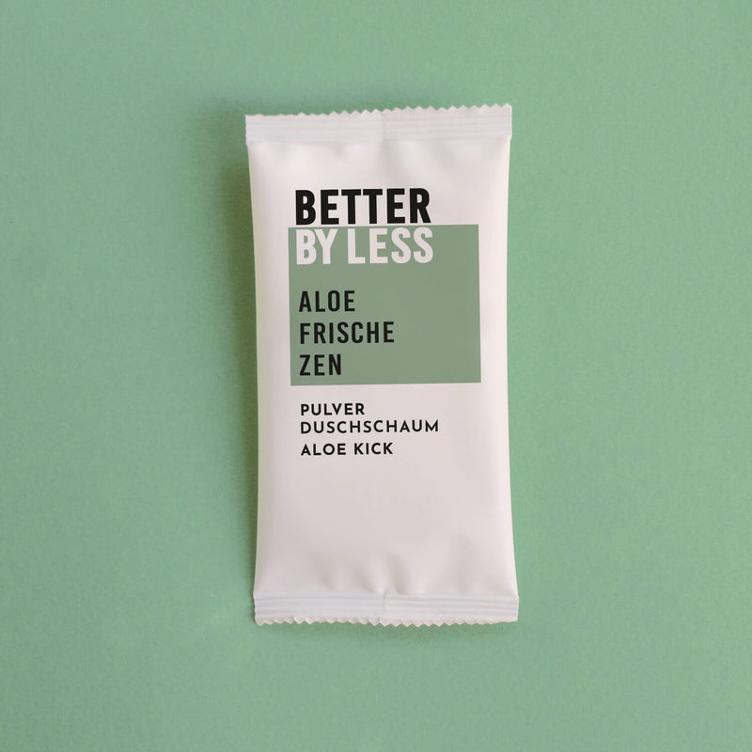 BETTER
BY LESS
ALOE
FRISCHE
ZEN
PULVER
DUSCHSCHAUM
ALOE KICK